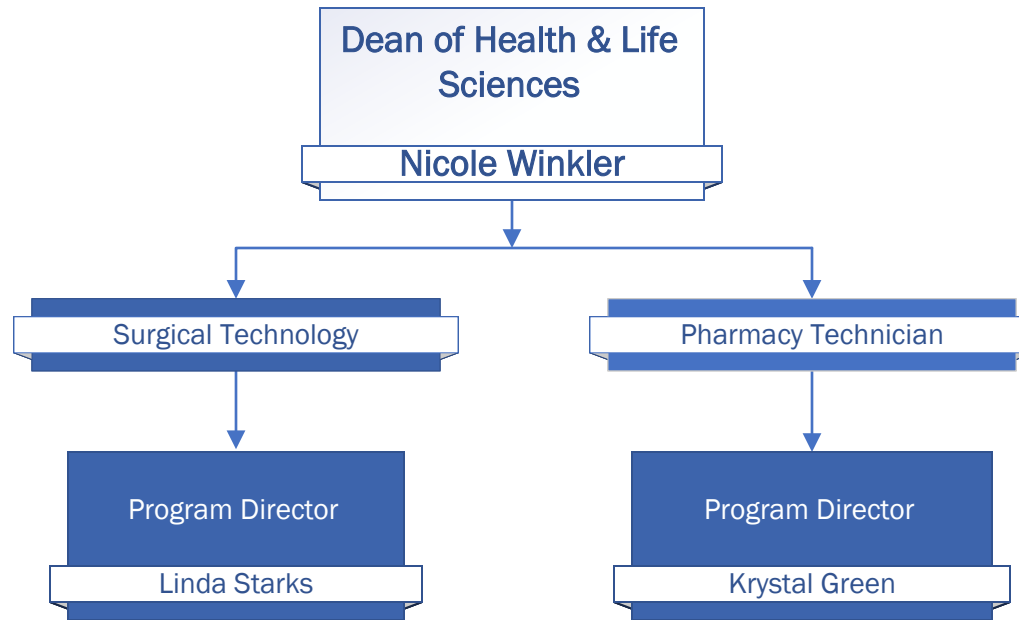 Dean of Health & Life
Sciences
Nicole Winkler
Surgical Technology
Pharmacy Technician
Program Director
Linda Starks
Program Director
Krystal Green